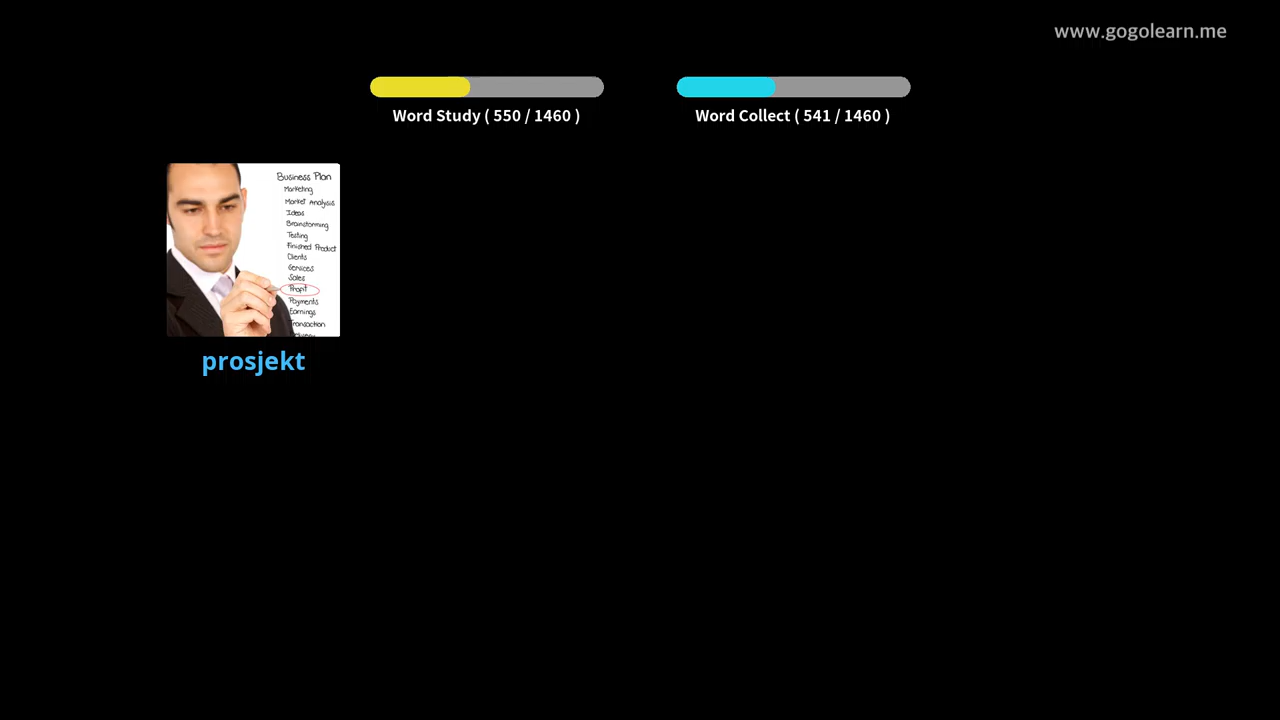 www.gogolearn.me
Word Study ( 550 / 1460 )
Word Collect ( 541 / 1460 )
Business Plan
Marketing
Market Analysis
Ideas
Brainstorming
Testing
Finished Product
Clients
Services
Sales
Profit
Payments
Earnings
Transaction
Delivery
prosjekt